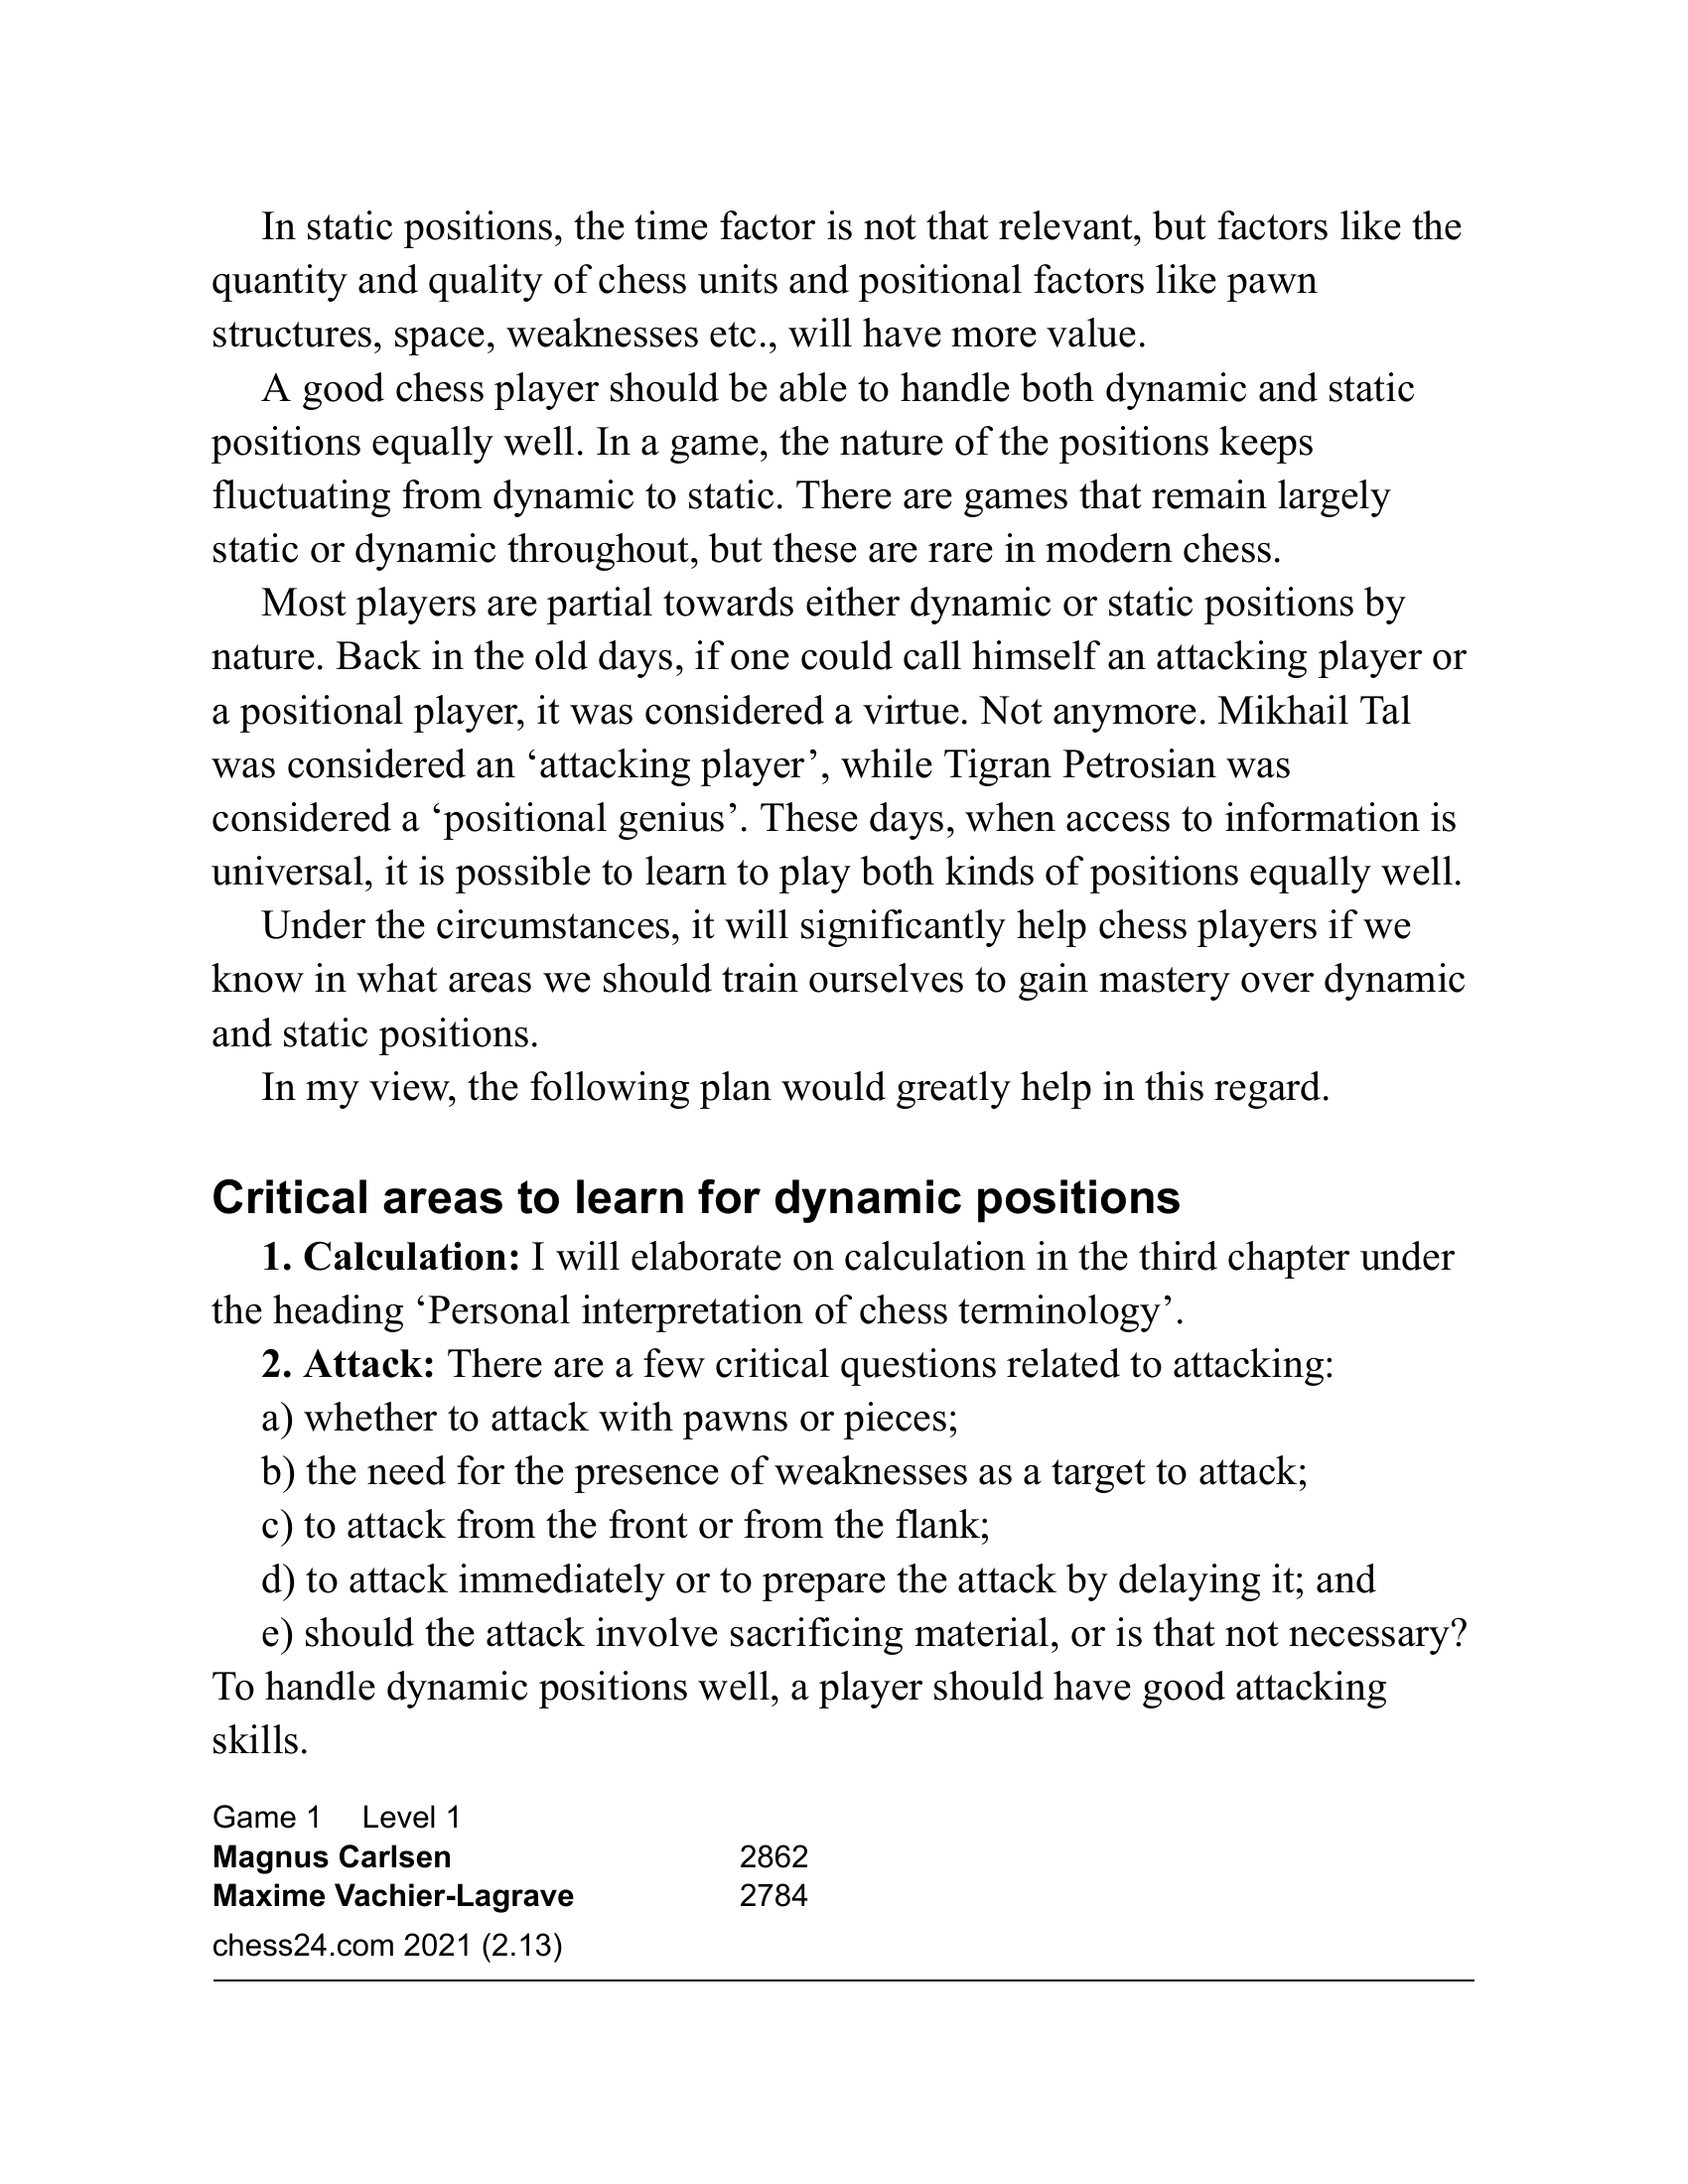 In static positions, the time factor is not that relevant, but factors like the
quantity and quality of chess units and positional factors like pawn
structures, space, weaknesses etc., will have more value.
A good chess player should be able to handle both dynamic and static
positions equally well. In a game, the nature of the positions keeps
fluctuating from dynamic to static. There are games that remain largely
static or dynamic throughout, but these are rare in modern chess.
Most players are partial towards either dynamic or static positions by
nature. Back in the old days, if one could call himself an attacking player or
a positional player, it was considered a virtue. Not anymore. Mikhail Tal
was considered an ‘attacking player’, while Tigran Petrosian was
considered a ‘positional genius’. These days, when access to information is
universal, it is possible to learn to play both kinds of positions equally well.
Under the circumstances, it will significantly help chess players if we
know in what areas we should train ourselves to gain mastery over dynamic
and static positions.
In my view, the following plan would greatly help in this regard.
Critical areas to learn for dynamic positions
1. Calculation: I will elaborate on calculation in the third chapter under
the heading ‘Personal interpretation of chess terminology’.
2. Attack: There are a few critical questions related to attacking:
a) whether to attack with pawns or pieces;
b) the need for the presence of weaknesses as a target to attack;
c) to attack from the front or from the flank;
d) to attack immediately or to prepare the attack by delaying it; and
e) should the attack involve sacrificing material, or is that not necessary?
To handle dynamic positions well, a player should have good attacking
skills.
Game 1 Level 1
Magnus Carlsen 2862
Maxime Vachier-Lagrave 2784
chess24.com 2021 (2.13)